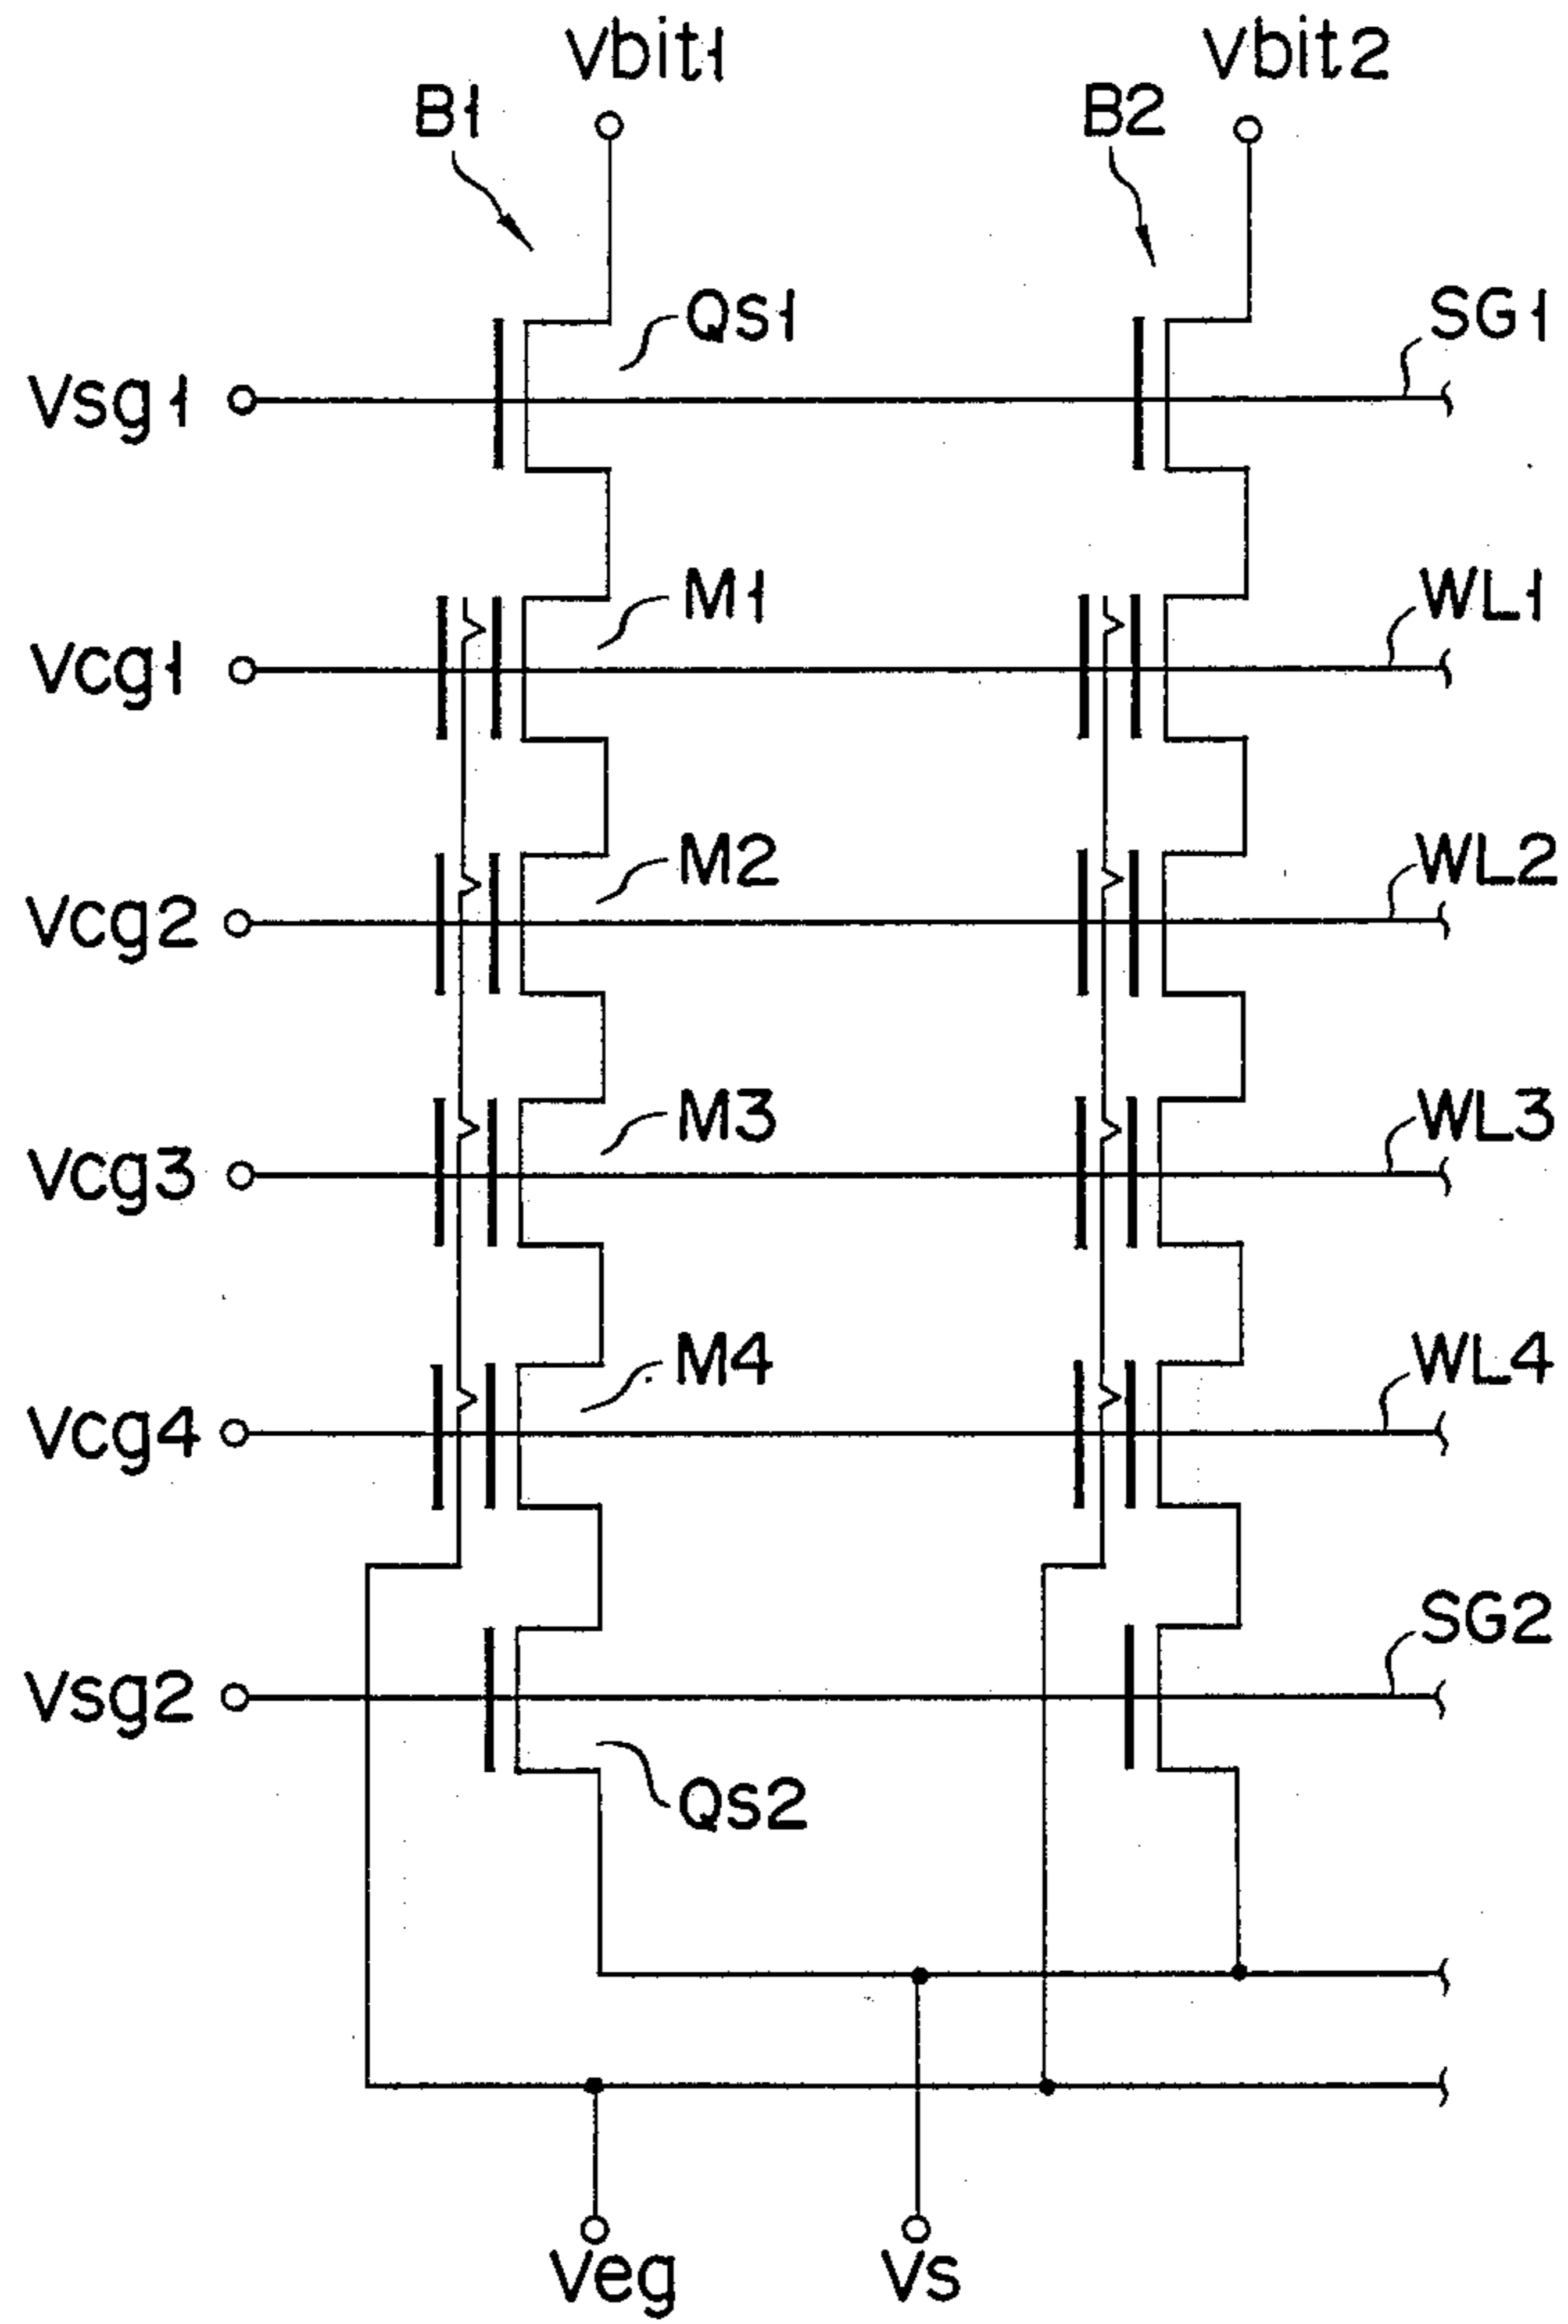 Vbit1
Vbit2
B1
B2
Qs1
SG1
Vsg1
M1
WL1
Vcg1
M2
WL2
Vcg2
M3
WL3
Vcg3
M4
WL4
Vcg4
SG2
Vsg2
Qs2
Veg
Vs